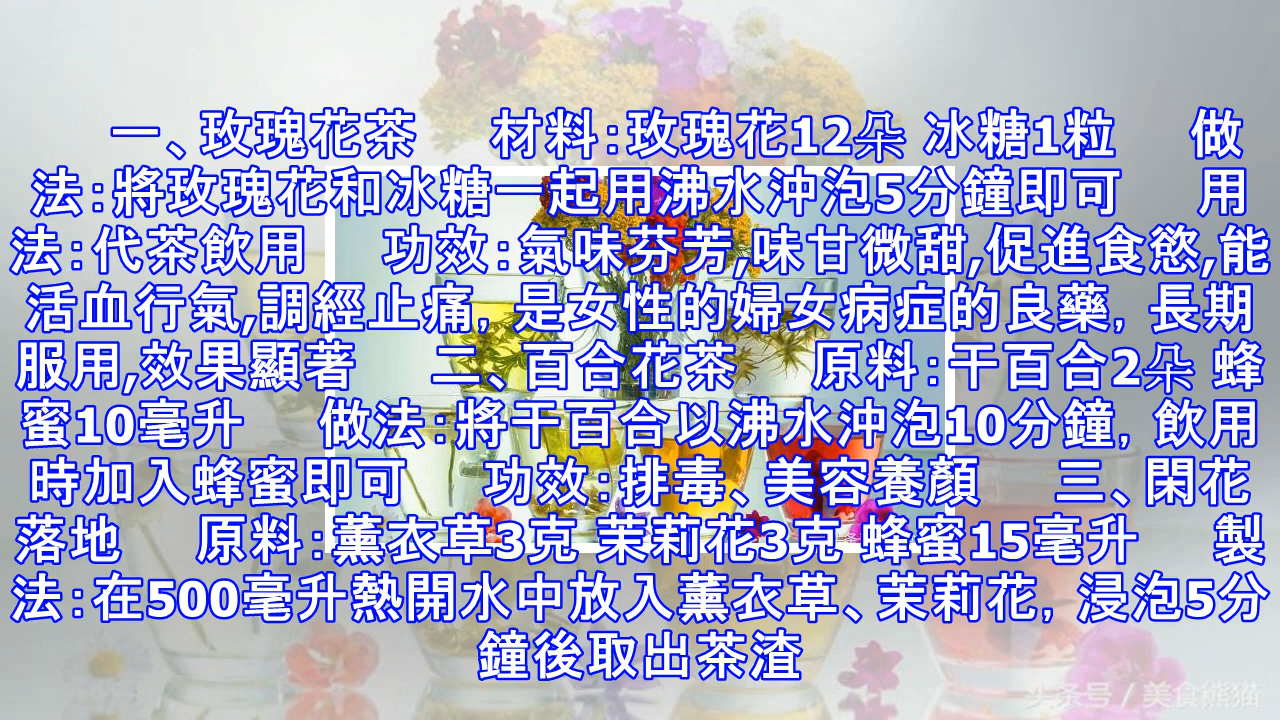 一、玫瑰花茶 材料:玫瑰花12朵 冰糖1粒 做
法:將玫瑰花和冰糖一起用沸水沖泡5分鐘即可 用
法:代茶飲用 功效:氣味芬芳,味甘微甜,促進食慾,能
活血行氣,調經止痛, 是女性的婦女病症的良藥, 長期
服用,效果顯著 二、百合花茶 原料:干百合2朵 蜂
蜜10毫升 做法:將干百合以沸水沖泡10分鐘, 飲用
時加入蜂蜜即可 功效:排毒、美容養顏 三、閑花
落地 原料:薰衣草3克 茉莉花3克 蜂蜜15毫升 製
法:在500毫升熱開水中放入薰衣草、茉莉花, 浸泡5分
鐘後取出茶渣
头条号 / 美食熊猫